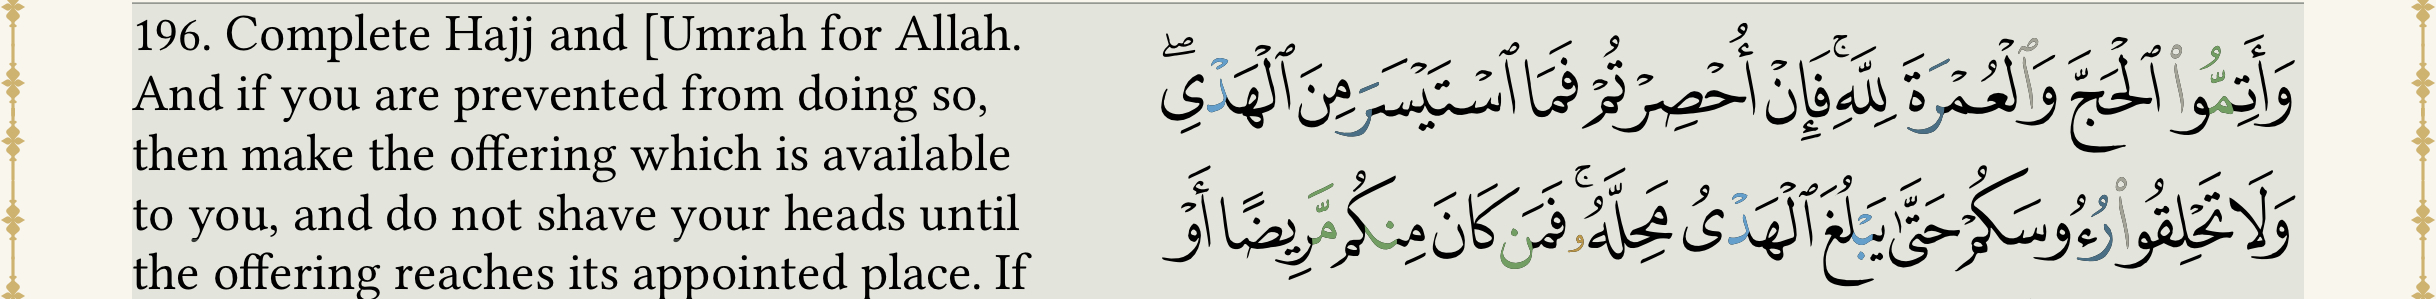 196. Complete Hajj and [Umrah for Allah.
And if you are prevented from doing so,
then make the offering which is available
to you, and do not shave your heads until
the offering reaches its appointed place. If
وَأَتِمُّوا۟ ٱلْحَجَّ وَٱلْعُمْرَةَ لِلَّهِ ۚ فَإِنْ أُحْصِرْتُمْ فَمَا ٱسْتَيْسَرَ مِنَ ٱلْهَدْىِ ۖ
وَلَا تَحْلِقُوا۟ رُءُوسَكُمْ حَتَّىٰ يَبْلُغَ ٱلْهَدْىُ مَحِلَّهُۥ ۚ فَمَن كَانَ مِنكُم مَّرِيضًا أَوْ